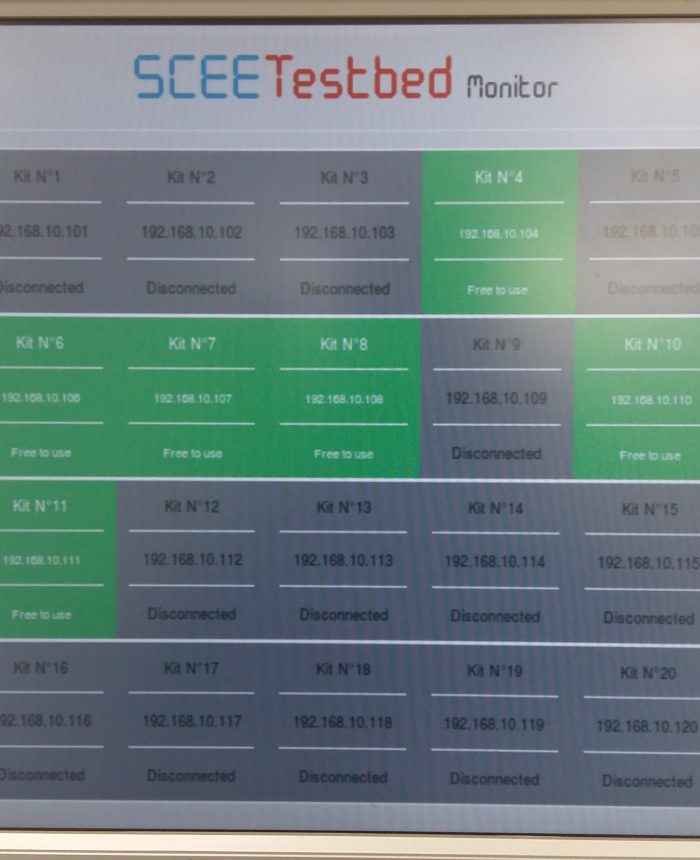 SCEE Testbed Monitor
Kit N°1 Kit N°2 Kit N°3 Kit N°4 Kit N°5
92.168.10.101 192.168.10.102 192.168.10.103 192.168.10.104 192.168.10.105
Disconnected Disconnected Disconnected Free to use Disconnected
Kit N°6 Kit N°7 Kit N°8 Kit N°9 Kit N°10
192.168.10.106 192.168.10.107 192.168.10.108 192.168.10.109 192.168.10.110
Free to use Free to use Free to use Disconnected Free to use
Kit N°11 Kit N°12 Kit N°13 Kit N°14 Kit N°15
192.168.10.111 192.168.10.112 192.168.10.113 192.168.10.114 192.168.10.115
Free to use Disconnected Disconnected Disconnected Disconnected
Kit N°16 Kit N°17 Kit N°18 Kit N°19 Kit N°20
92.168.10.116 192.168.10.117 192.168.10.118 192.168.10.119 192.168.10.120
Disconnected Disconnected Disconnected Disconnected Disconnected